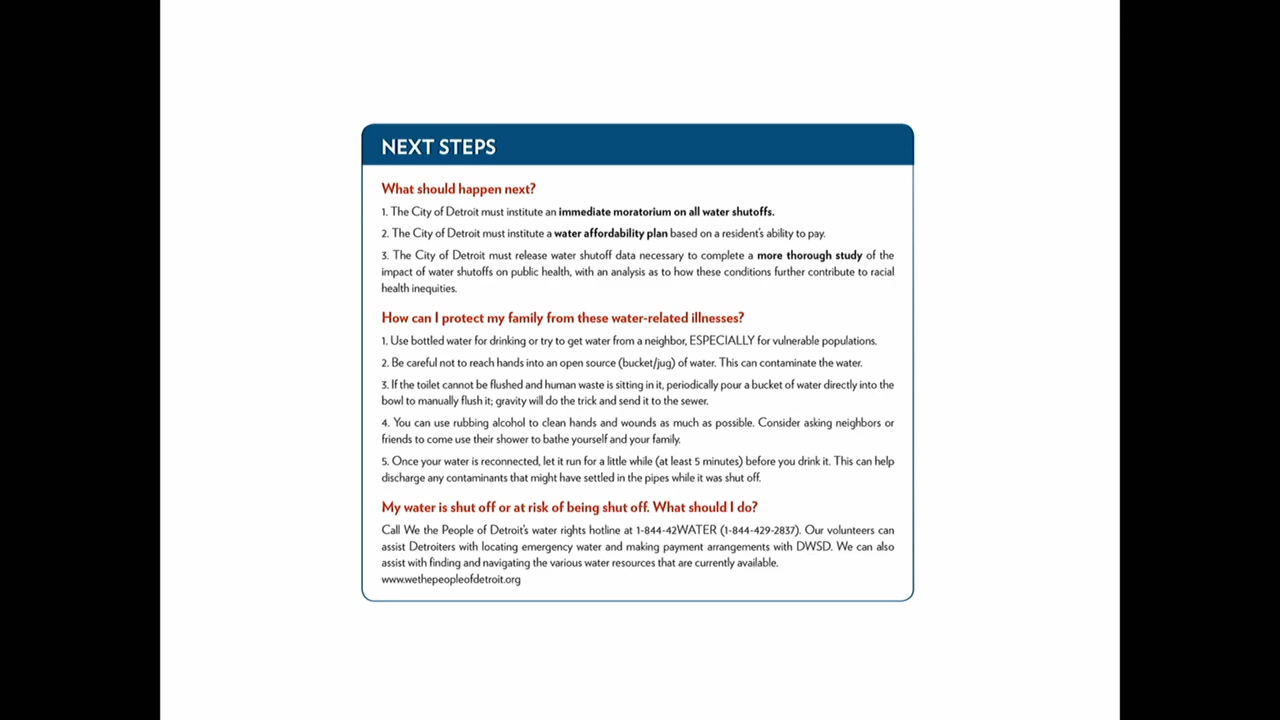 NEXT STEPS
What should happen next?
1. The City of Detroit must institute an immediate moratorium on all water shutoffs.
2. The City of Detroit must institute a water affordability plan based on a resident's ability to pay.
3. The City of Detroit must release water shutoff data necessary to complete a more thorough study of the
impact of water shutoffs on public health, with an analysis as to how these conditions further contribute to racial
health inequities.
How can I protect my family from these water-related illnesses?
1. Use bottled water for drinking or try to get water from a neighbor, ESPECIALLY for vulnerable populations.
2. Be careful not to reach hands into an open source (bucket/jug) of water. This can contaminate the water.
3. If the toilet cannot be flushed and human waste is sitting in it, periodically pour a bucket of water directly into the
bowl to manually flush it; gravity will do the trick and send it to the sewer.
4. You can use rubbing alcohol to clean hands and wounds as much as possible. Consider asking neighbors or
friends to come use their shower to bathe yourself and your family.
5. Once your water is reconnected, let it run for a little while (at least 5 minutes) before you drink it. This can help
discharge any contaminants that might have settled in the pipes while it was shut off.
My water is shut off or at risk of being shut off. What should I do?
Call We the People of Detroit's water rights hotline at 1-844-42WATER (1-844-429-2837). Our volunteers can
assist Detroiters with locating emergency water and making payment arrangements with DWSD. We can also
assist with finding and navigating the various water resources that are currently available.
www.wethepeopleofdetroit.org